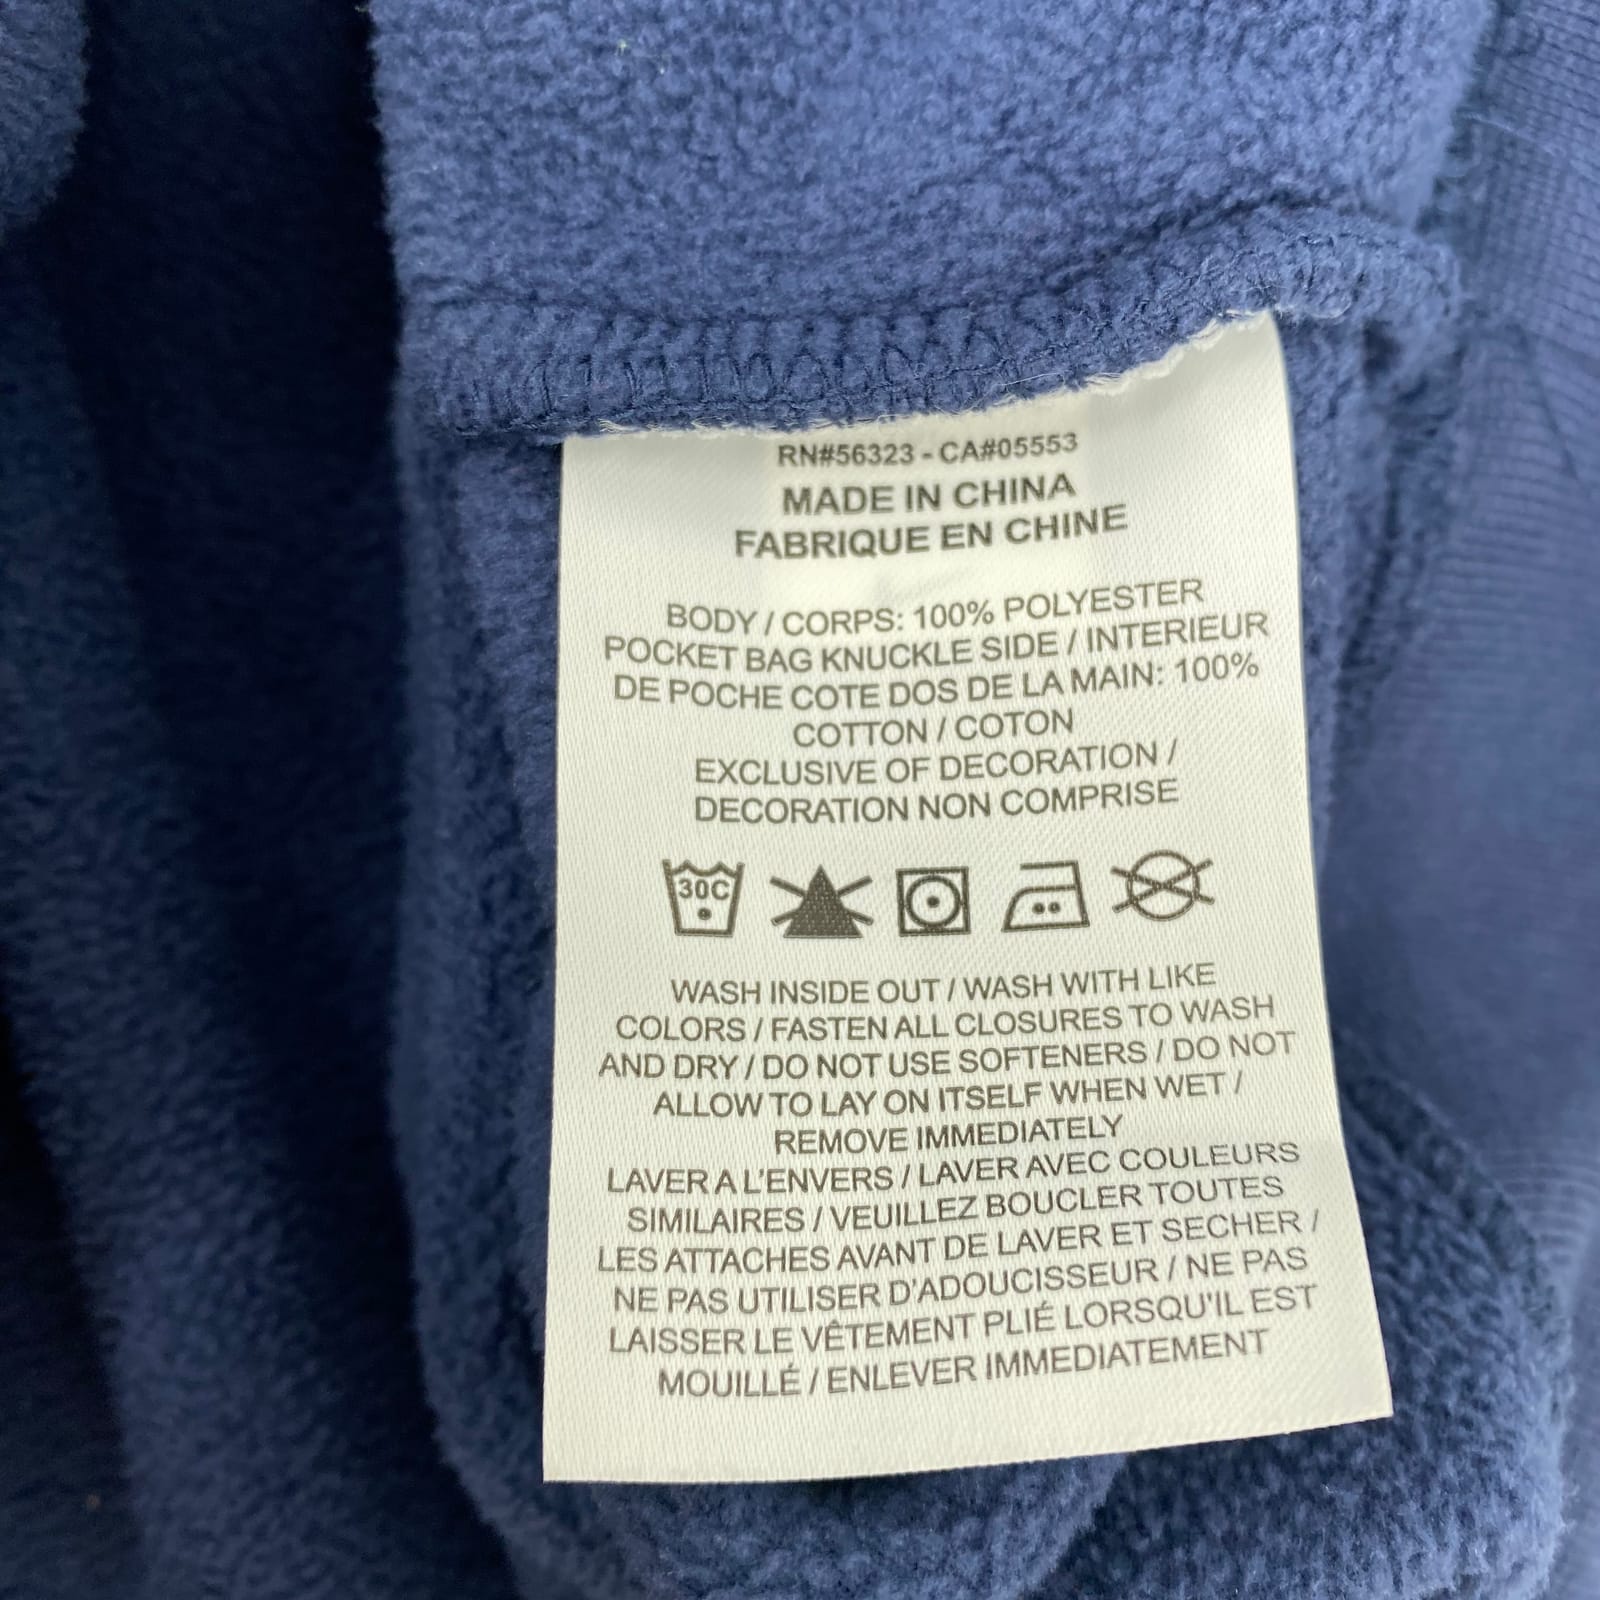 RN#56323 - CA#05553
MADE IN CHINA
FABRIQUE EN CHINE
BODY / CORPS: 100% POLYESTER
POCKET BAG KNUCKLE SIDE / INTERIEUR
DE POCHE COTE DOS DE LA MAIN: 100%
COTTON / COTON
EXCLUSIVE OF DECORATION /
DECORATION NON COMPRISE
30C
WASH INSIDE OUT / WASH WITH LIKE
COLORS / FASTEN ALL CLOSURES TO WASH
AND DRY / DO NOT USE SOFTENERS / DO NOT
ALLOW TO LAY ON ITSELF WHEN WET /
REMOVE IMMEDIATELY
LAVER A L'ENVERS / LAVER AVEC COULEURS
SIMILAIRES / VEUILLEZ BOUCLER TOUTES
LES ATTACHES AVANT DE LAVER ET SECHER /
NE PAS UTILISER D'ADOUCISSEUR / NE PAS
LAISSER LE VÊTEMENT PLIÉ LORSQU'IL EST
MOUILLÉ / ENLEVER IMMEDIATEMENT